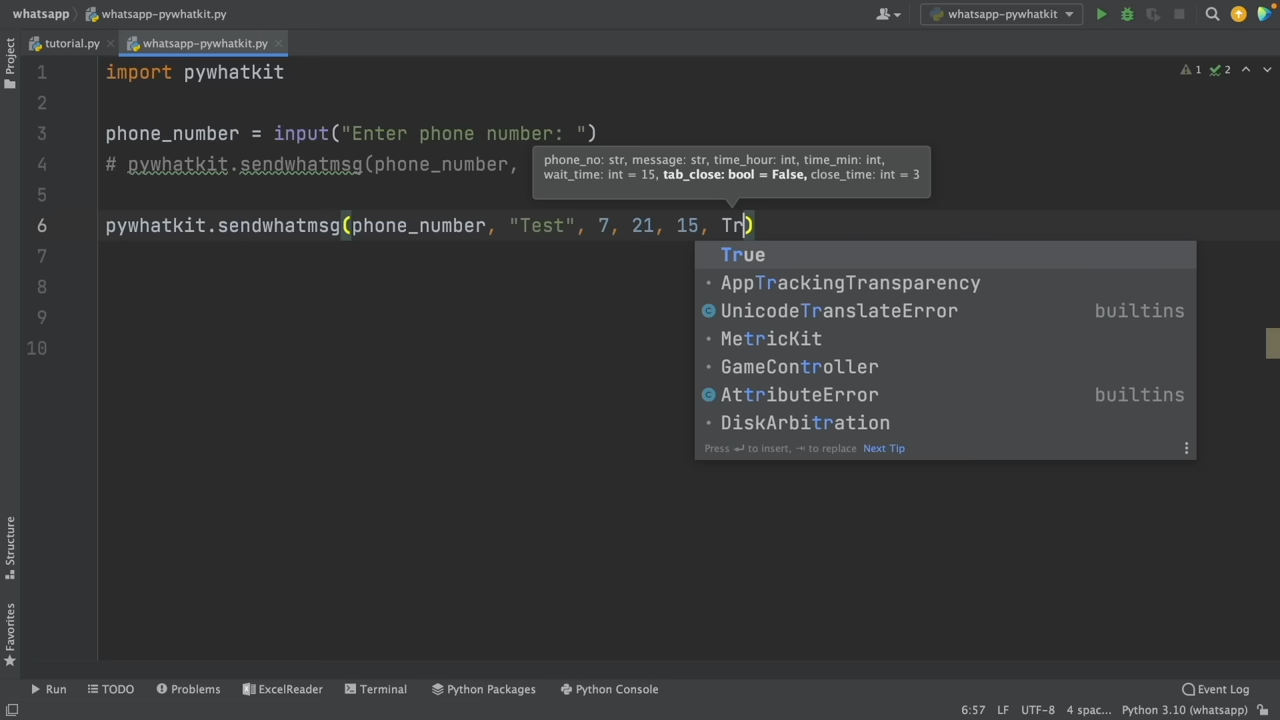 whatsapp whatsapp-pywhatkit.py whatsapp-pywhatkit
Project
tutorial.py whatsapp-pywhatkit.py
1 import pywhatkit 1 2
2
3 phone_number = input("Enter phone number: ")
4 # pywhatkit.sendwhatmsg(phone_number,
phone_no: str, message: str, time_hour: int, time_min: int,
wait_time: int = 15, tab_close: bool = False, close_time: int = 3
5
6 pywhatkit.sendwhatmsg(phone_number, "Test", 7, 21, 15, Tr)
7
8
9
10
True
AppTrackingTransparency
UnicodeTranslateError builtins
MetricKit
GameController
AttributeError builtins
DiskArbitration
Press ↵ to insert, ⇥ to replace Next Tip
Structure
Favorites
Run TODO Problems ExcelReader Terminal Python Packages Python Console Event Log
6:57 LF UTF-8 4 spac... Python 3.10 (whatsapp)